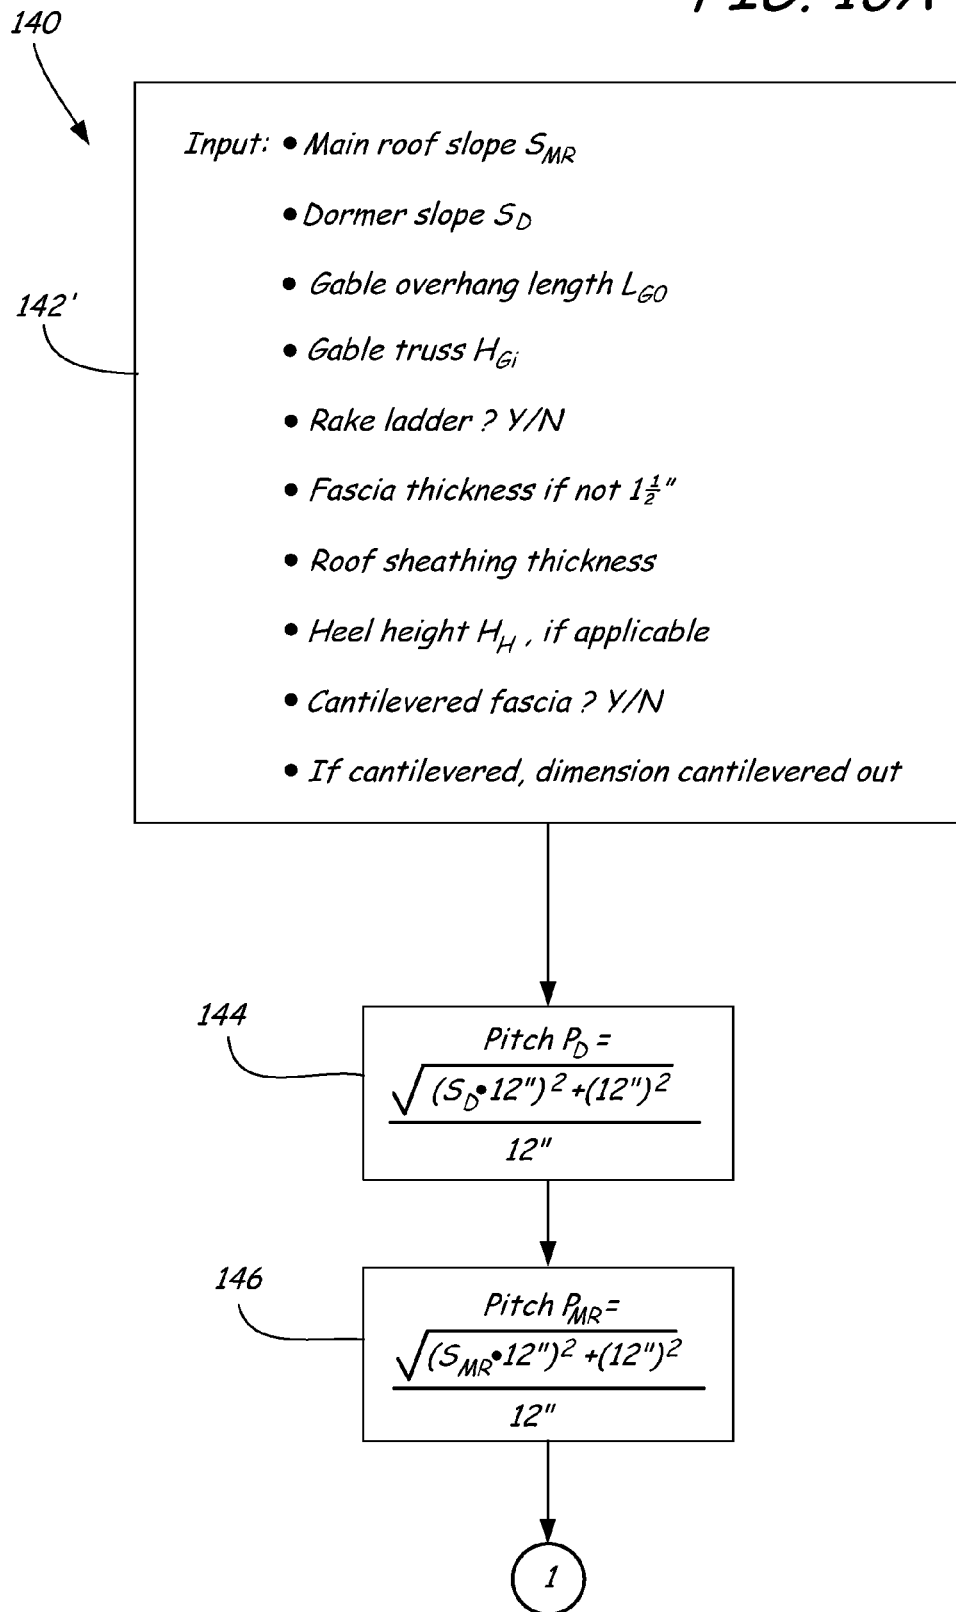 FIG. 18A
140
Input: • Main roof slope S_MR
• Dormer slope S_D
• Gable overhang length L_GO
142'
• Gable truss H_Gi
• Rake ladder ? Y/N
• Fascia thickness if not 1½"
• Roof sheathing thickness
• Heel height H_H , if applicable
• Cantilevered fascia ? Y/N
• If cantilevered, dimension cantilevered out
144
Pitch P_D =
√(S_D•12")² +(12")²
12"
146
Pitch P_MR =
√(S_MR•12")² +(12")²
12"
1